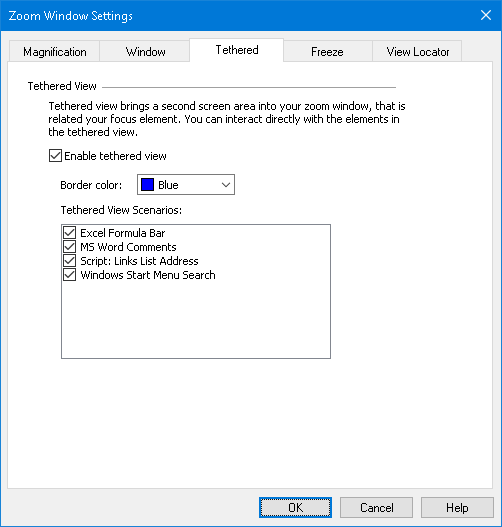 Zoom Window Settings
Magnification Window Tethered Freeze View Locator
Tethered View
Tethered view brings a second screen area into your zoom window, that is
related your focus element. You can interact directly with the elements in
the tethered view.
Enable tethered view
Border color: Blue
Tethered View Scenarios:
Excel Formula Bar
MS Word Comments
Script: Links List Address
Windows Start Menu Search
OK Cancel Help